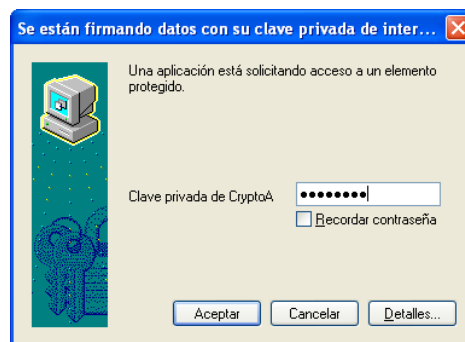 Se están firmando datos con su clave privada de inter...
Una aplicación está solicitando acceso a un elemento
protegido.
Clave privada de CryptoA ●●●●●●●●
Recordar contraseña
Aceptar Cancelar Detalles...